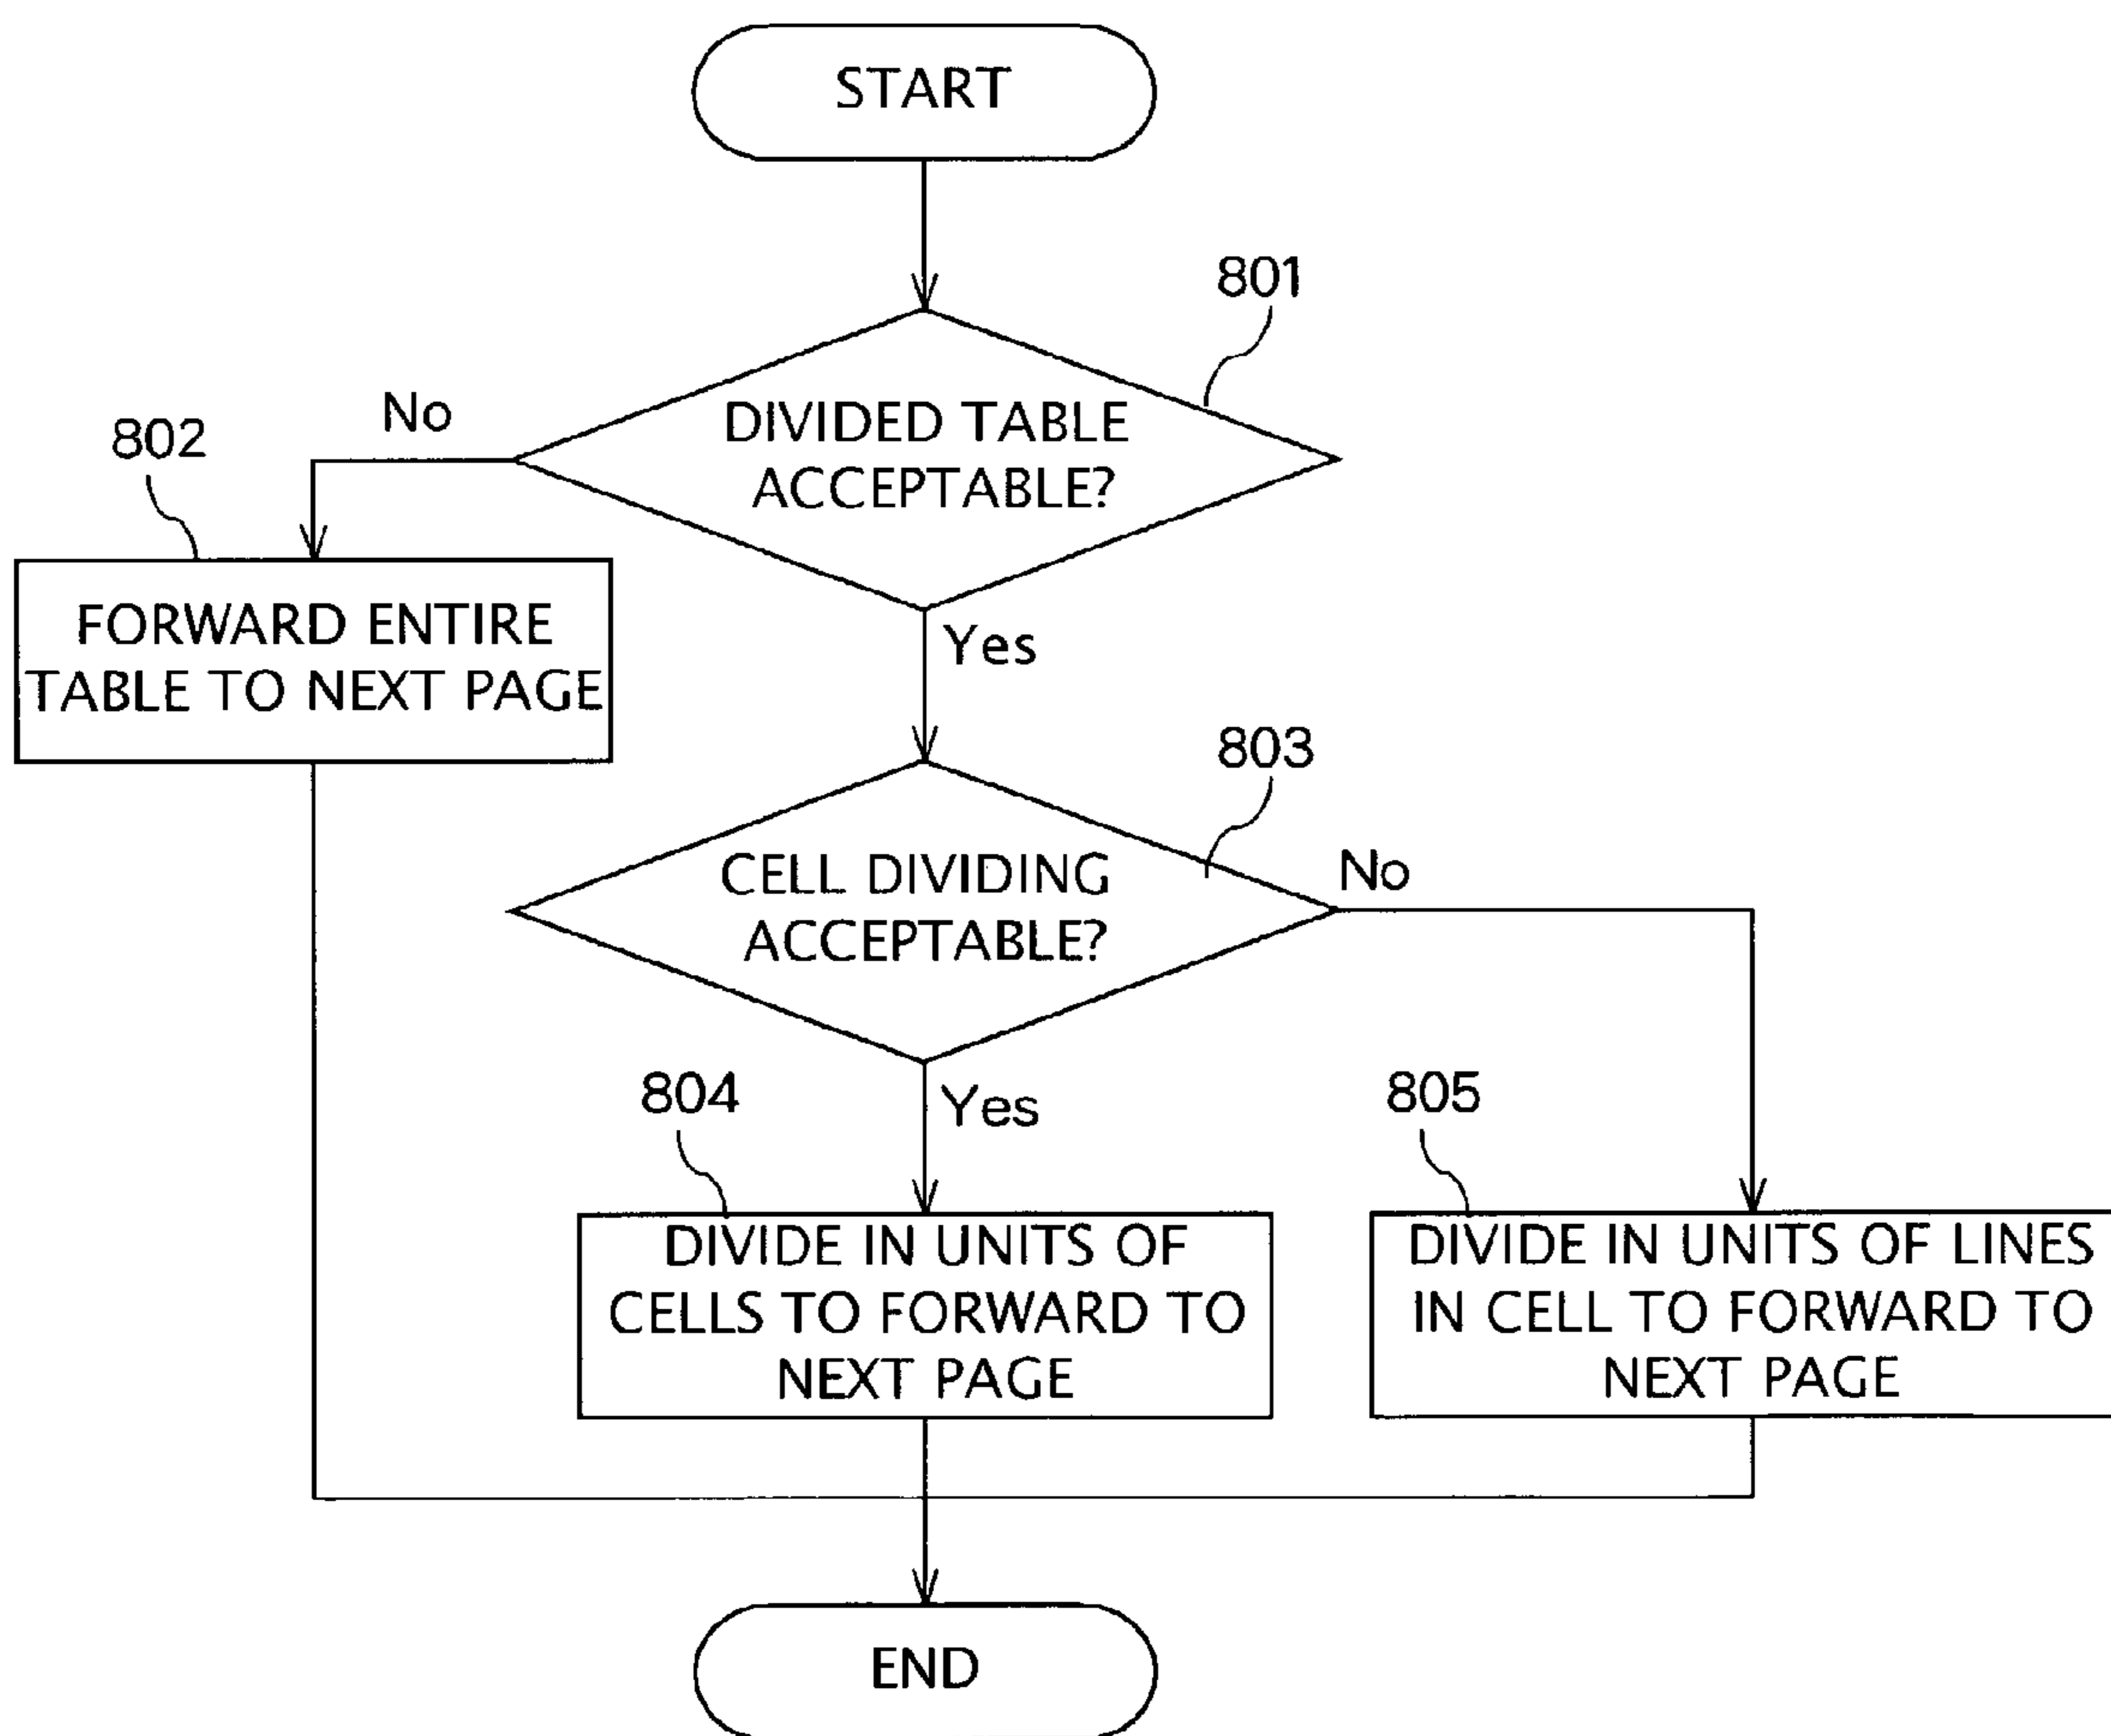 START
801
DIVIDED TABLE
ACCEPTABLE?
No
802
FORWARD ENTIRE
TABLE TO NEXT PAGE
Yes
803
CELL DIVIDING
ACCEPTABLE?
No
Yes
804
DIVIDE IN UNITS OF
CELLS TO FORWARD TO
NEXT PAGE
805
DIVIDE IN UNITS OF LINES
IN CELL TO FORWARD TO
NEXT PAGE
END